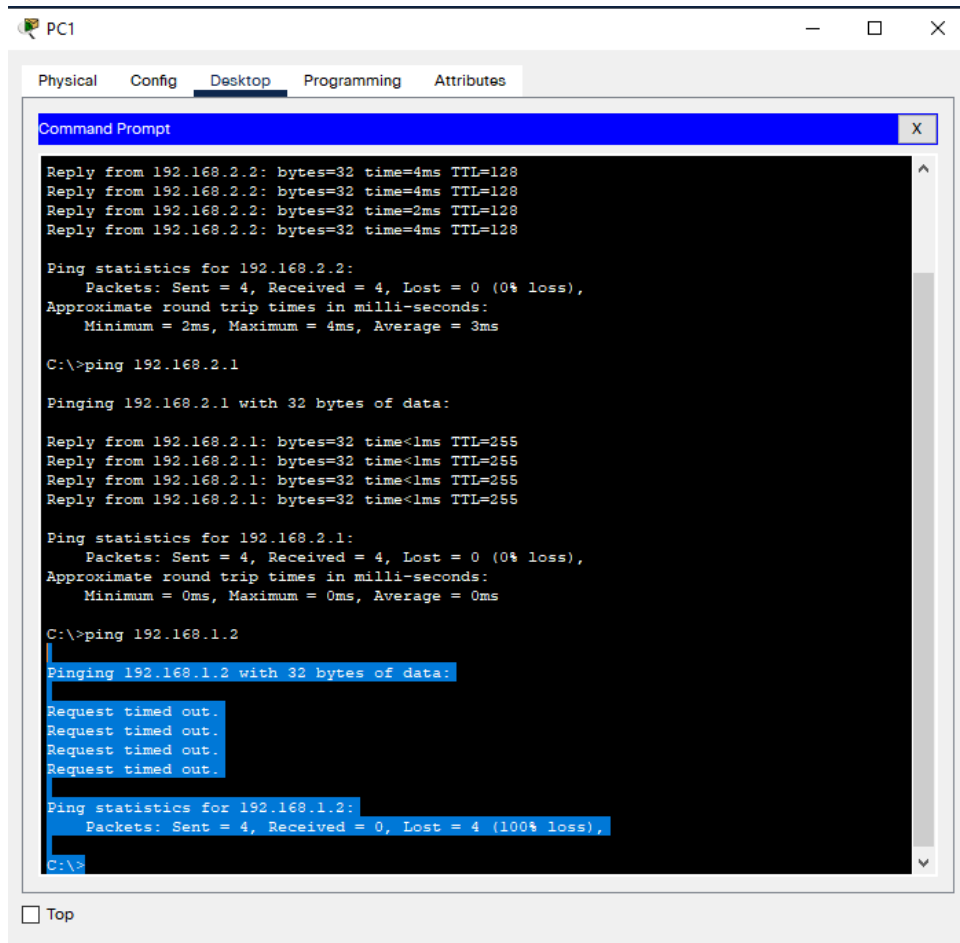 PC1
Physical Config Desktop Programming Attributes
Command Prompt X
Reply from 192.168.2.2: bytes=32 time=4ms TTL=128
Reply from 192.168.2.2: bytes=32 time=4ms TTL=128
Reply from 192.168.2.2: bytes=32 time=2ms TTL=128
Reply from 192.168.2.2: bytes=32 time=4ms TTL=128
Ping statistics for 192.168.2.2:
Packets: Sent = 4, Received = 4, Lost = 0 (0% loss),
Approximate round trip times in milli-seconds:
Minimum = 2ms, Maximum = 4ms, Average = 3ms
C:\>ping 192.168.2.1
Pinging 192.168.2.1 with 32 bytes of data:
Reply from 192.168.2.1: bytes=32 time<1ms TTL=255
Reply from 192.168.2.1: bytes=32 time<1ms TTL=255
Reply from 192.168.2.1: bytes=32 time<1ms TTL=255
Reply from 192.168.2.1: bytes=32 time<1ms TTL=255
Ping statistics for 192.168.2.1:
Packets: Sent = 4, Received = 4, Lost = 0 (0% loss),
Approximate round trip times in milli-seconds:
Minimum = 0ms, Maximum = 0ms, Average = 0ms
C:\>ping 192.168.1.2
Pinging 192.168.1.2 with 32 bytes of data:
Request timed out.
Request timed out.
Request timed out.
Request timed out.
Ping statistics for 192.168.1.2:
Packets: Sent = 4, Received = 0, Lost = 4 (100% loss),
C:\>
Top